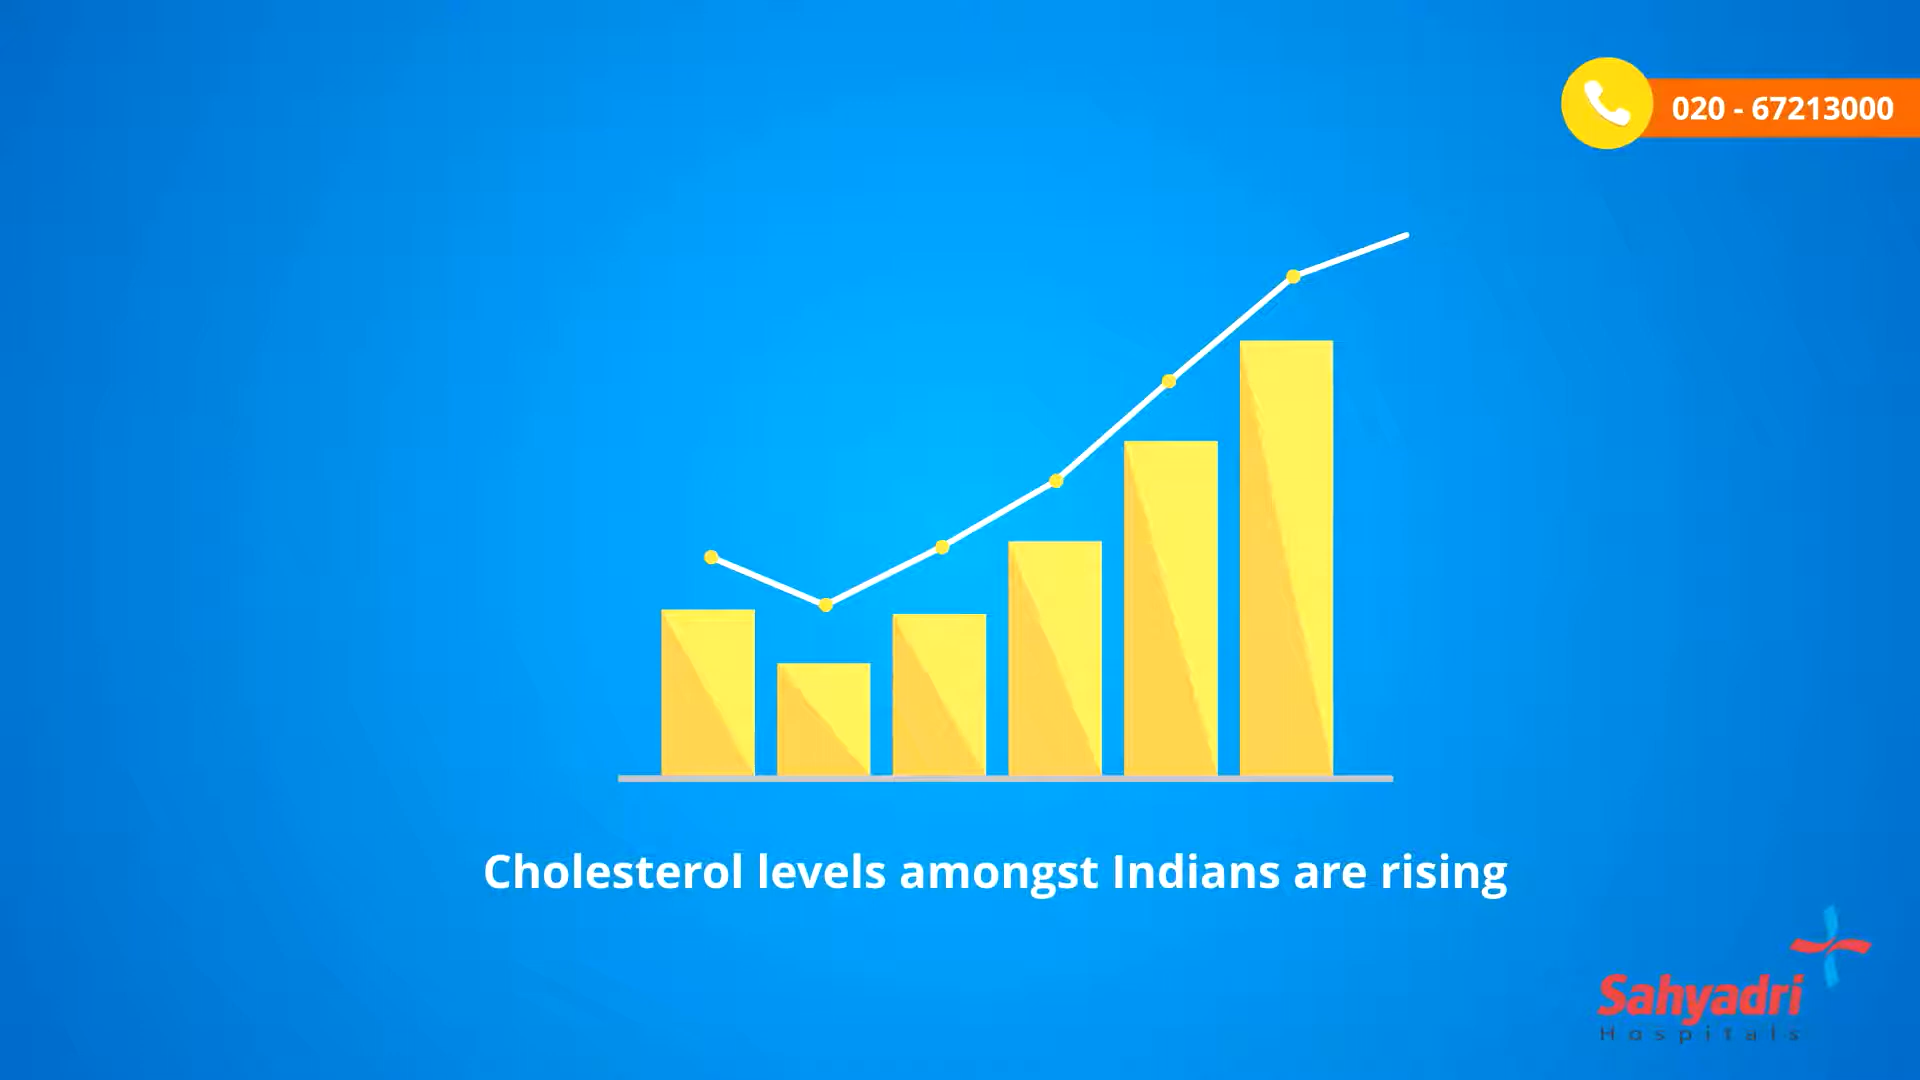 020 - 67213000
Cholesterol levels amongst Indians are rising
Sahyadri
Hospitals